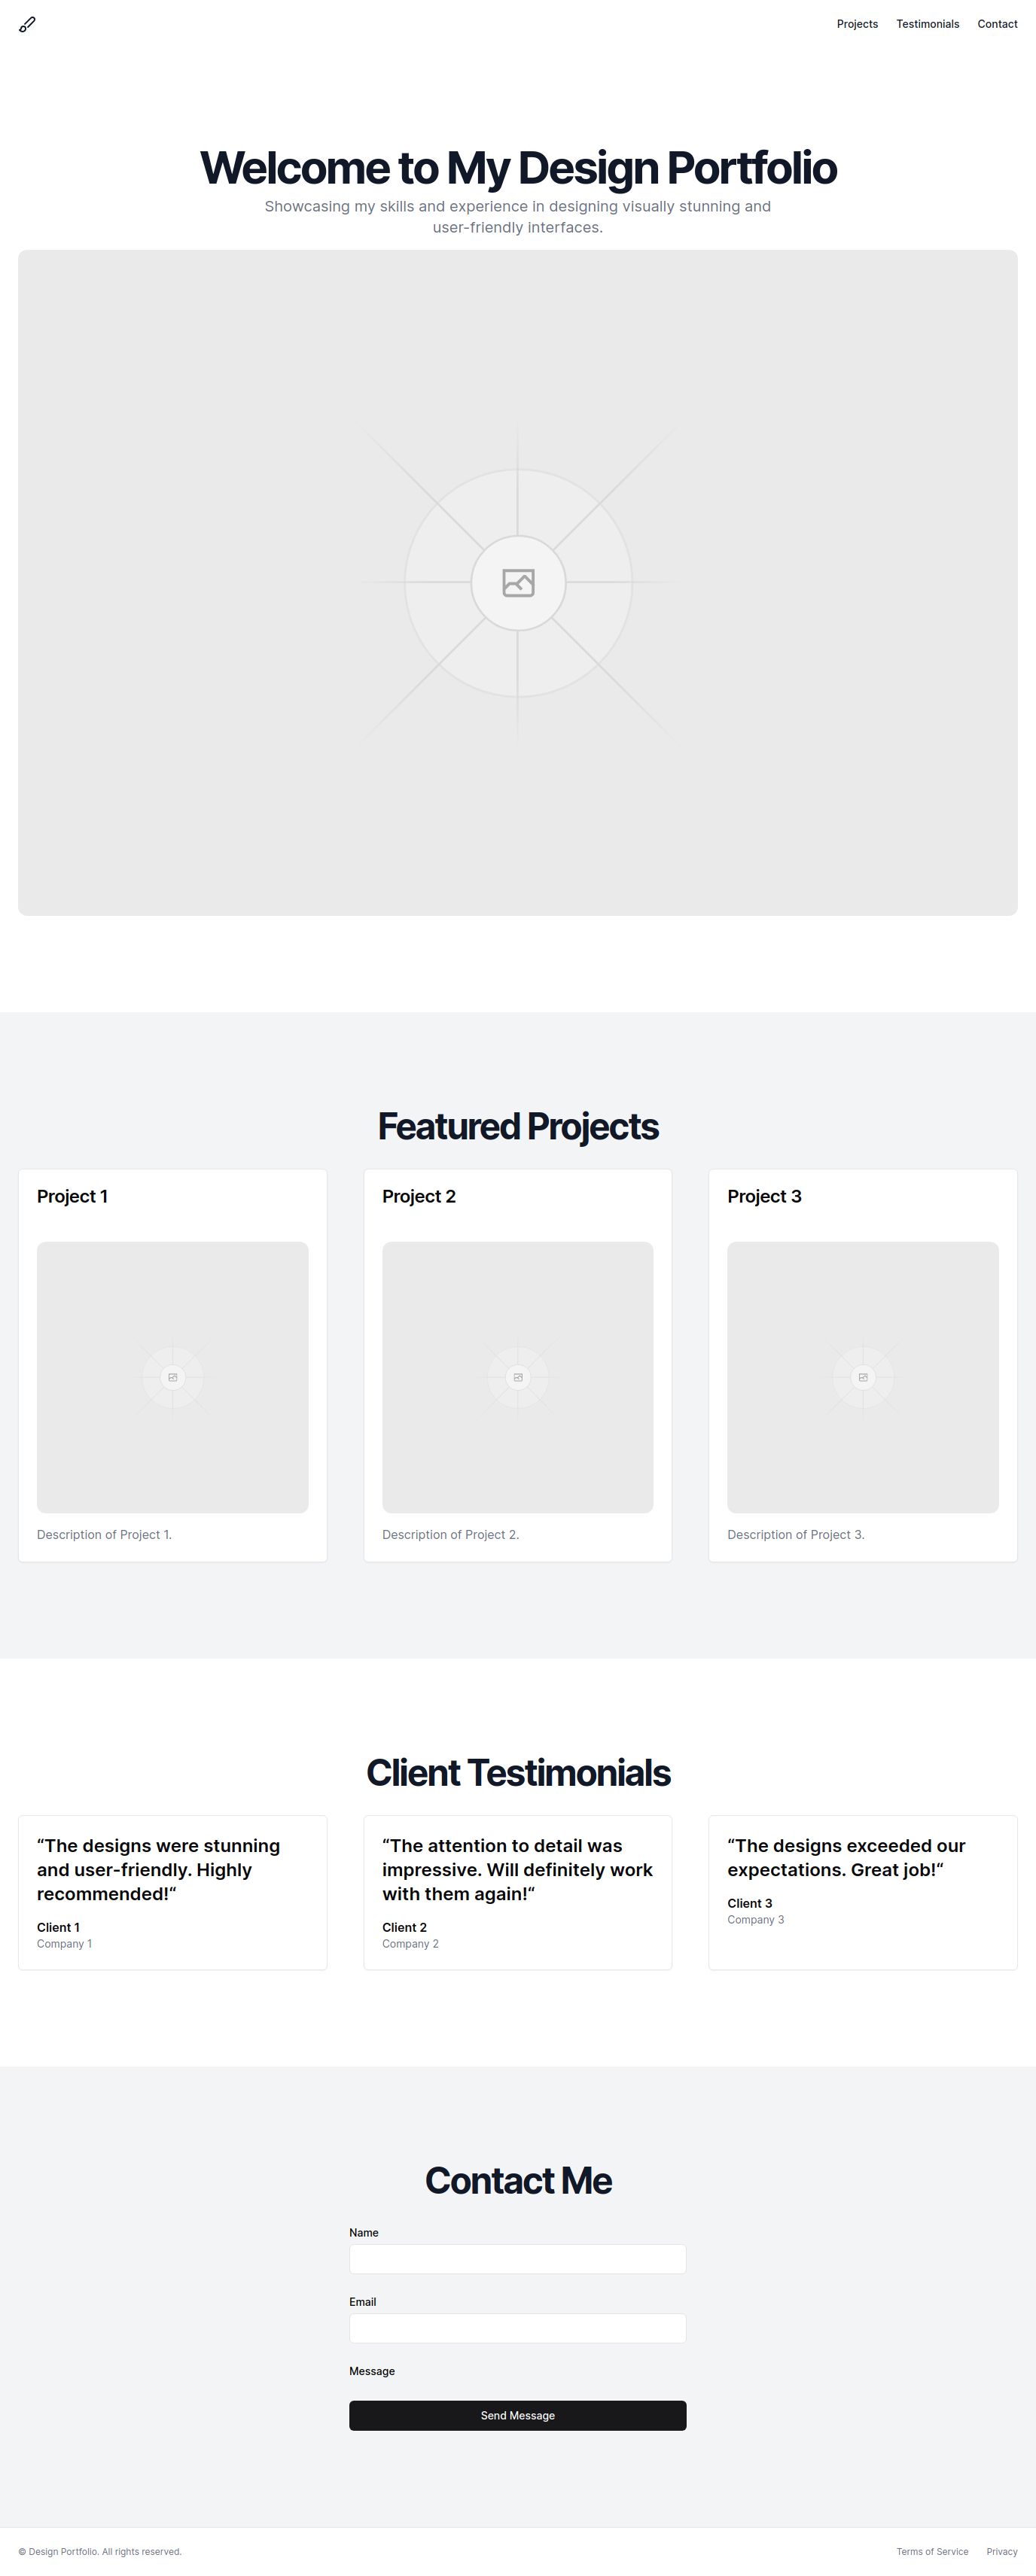 Projects Testimonials Contact
Welcome to My Design Portfolio
Showcasing my skills and experience in designing visually stunning and
user-friendly interfaces.
Featured Projects
Project 1
Description of Project 1.
Project 2
Description of Project 2.
Project 3
Description of Project 3.
Client Testimonials
“The designs were stunning
and user-friendly. Highly
recommended!“
Client 1
Company 1
“The attention to detail was
impressive. Will definitely work
with them again!“
Client 2
Company 2
“The designs exceeded our
expectations. Great job!“
Client 3
Company 3
Contact Me
Name
Email
Message
Send Message
© Design Portfolio. All rights reserved.
Terms of Service Privacy